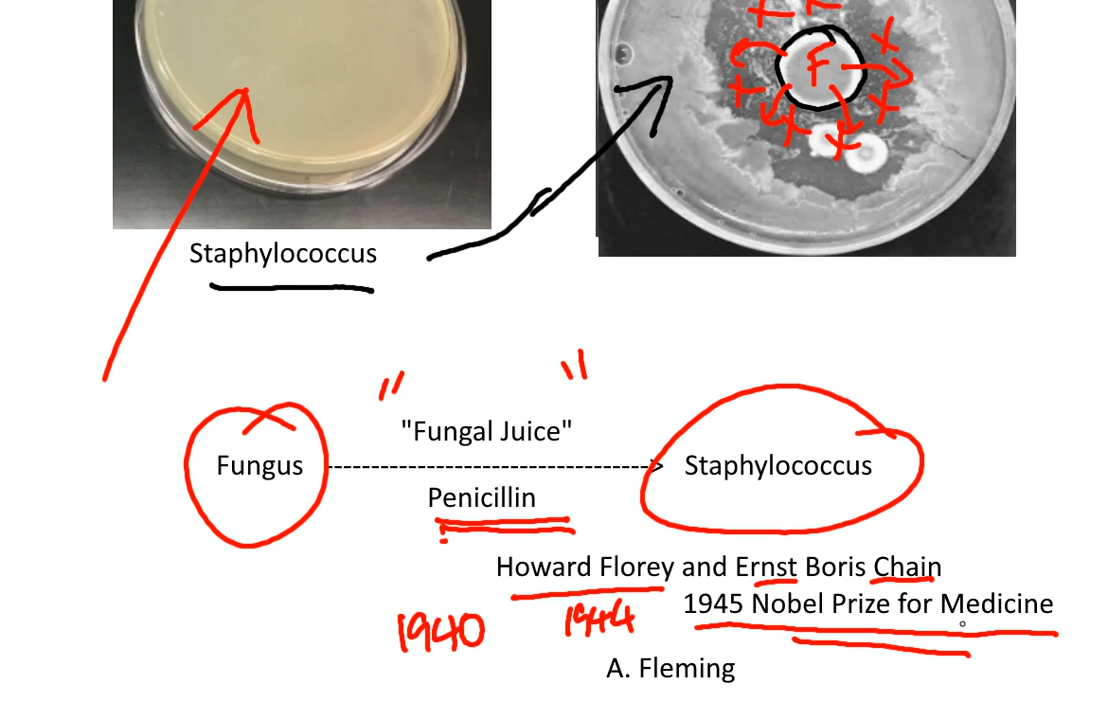 F
Staphylococcus
"Fungal Juice"
Fungus
Staphylococcus
Penicillin
Howard Florey and Ernst Boris Chain
1945 Nobel Prize for Medicine
1940
1944
A. Fleming